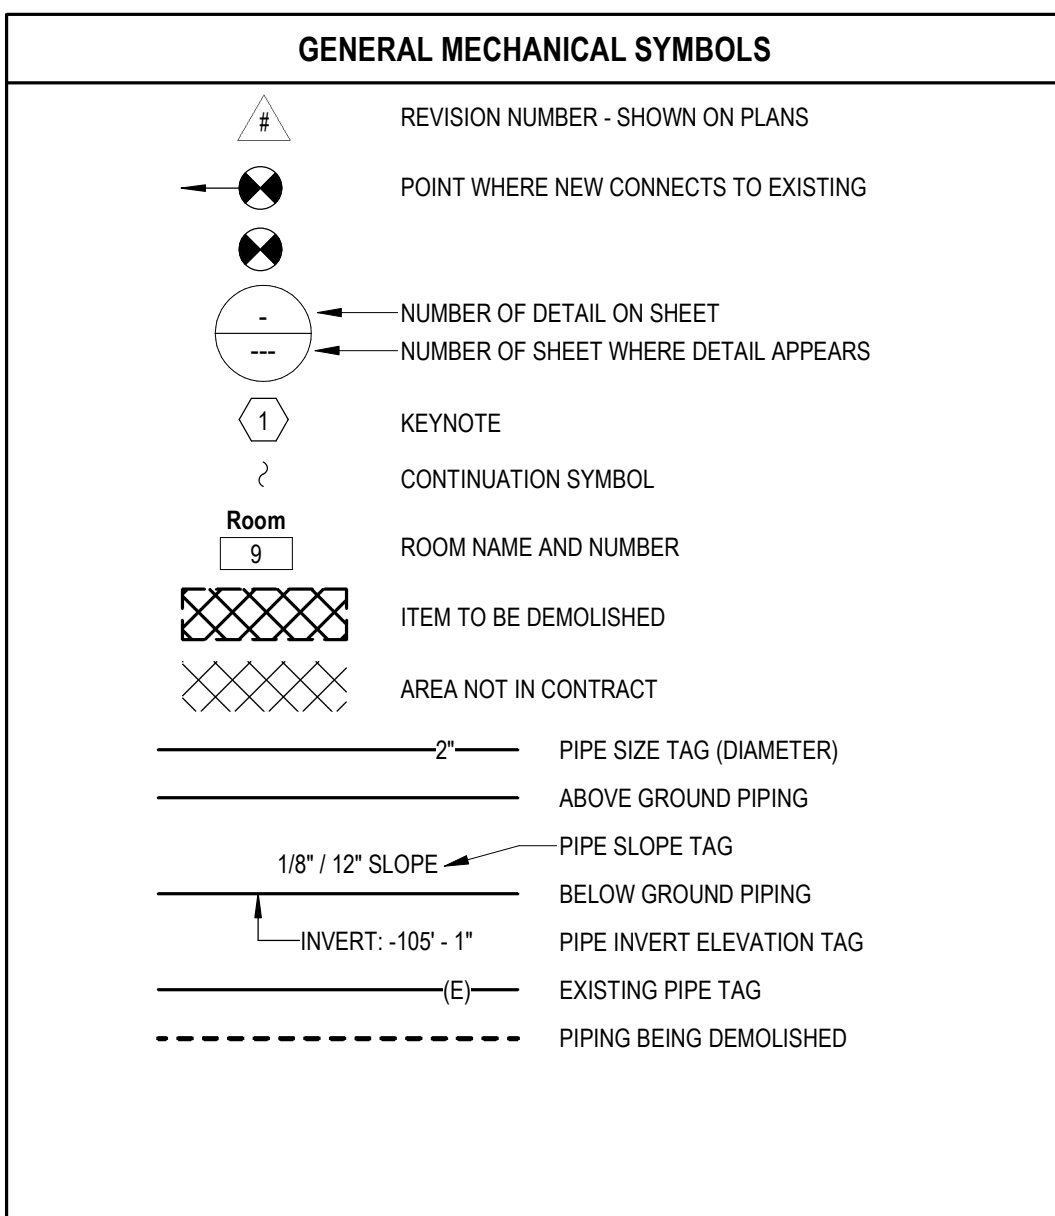 GENERAL MECHANICAL SYMBOLS
# REVISION NUMBER - SHOWN ON PLANS
POINT WHERE NEW CONNECTS TO EXISTING
- NUMBER OF DETAIL ON SHEET
--- NUMBER OF SHEET WHERE DETAIL APPEARS
1 KEYNOTE
CONTINUATION SYMBOL
Room
9 ROOM NAME AND NUMBER
ITEM TO BE DEMOLISHED
AREA NOT IN CONTRACT
2" PIPE SIZE TAG (DIAMETER)
ABOVE GROUND PIPING
PIPE SLOPE TAG
1/8" / 12" SLOPE
BELOW GROUND PIPING
INVERT: -105' - 1" PIPE INVERT ELEVATION TAG
(E) EXISTING PIPE TAG
PIPING BEING DEMOLISHED